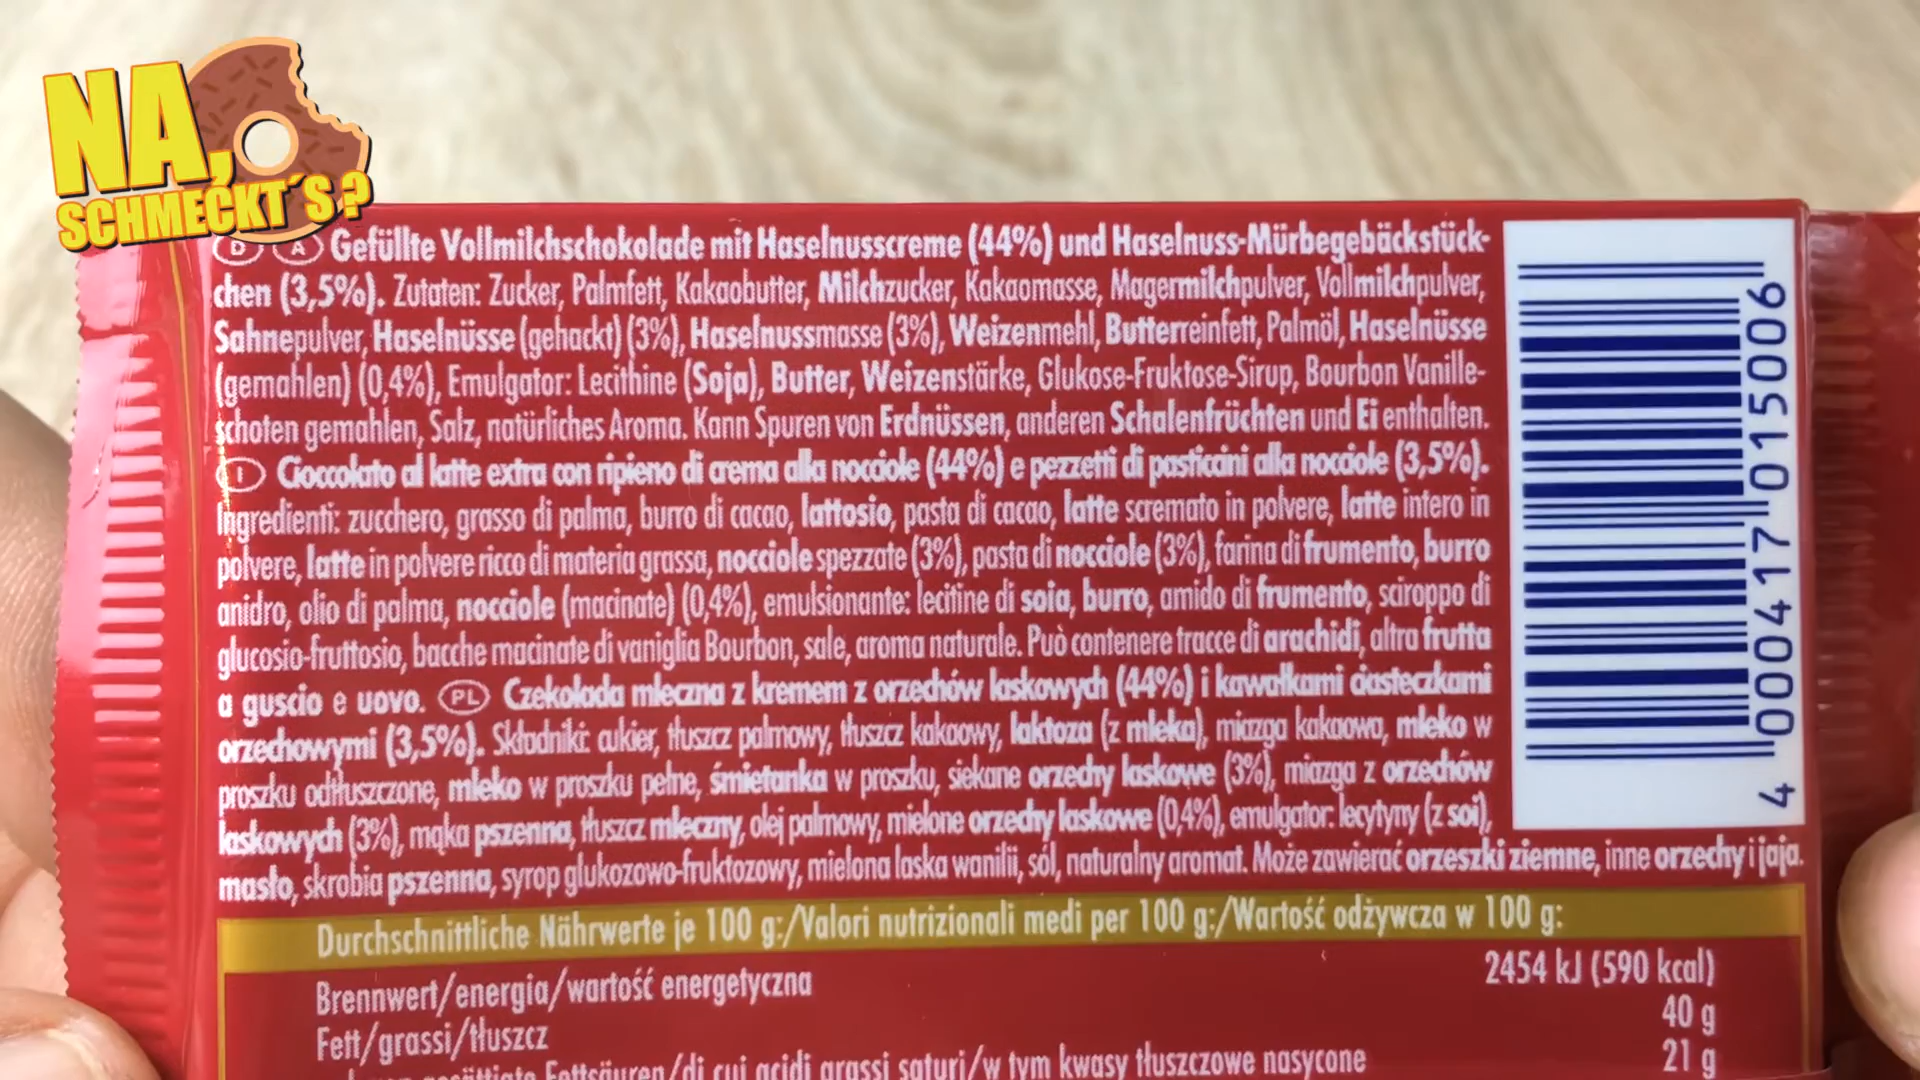 NA,
SCHMECKT´S?
D A Gefüllte Vollmilchschokolade mit Haselnusscreme (44%) und Haselnuss-Mürbegebäckstück-
chen (3,5%). Zutaten: Zucker, Palmfett, Kakaobutter, Milchzucker, Kakaomasse, Magermilchpulver, Vollmilchpulver,
Sahnepulver, Haselnüsse (gehackt) (3%), Haselnussmasse (3%), Weizenmehl, Butterreinfett, Palmöl, Haselnüsse
(gemahlen) (0,4%), Emulgator: Lecithine (Soja), Butter, Weizenstärke, Glukose-Fruktose-Sirup, Bourbon Vanille-
schoten gemahlen, Salz, natürliches Aroma. Kann Spuren von Erdnüssen, anderen Schalenfrüchten und Ei enthalten.
I Cioccolato al latte extra con ripieno di crema alla nocciole (44%) e pezzetti di pasticcini alla nocciole (3,5%).
Ingredienti: zucchero, grasso di palma, burro di cacao, lattosio, pasta di cacao, latte scremato in polvere, latte intero in
polvere, latte in polvere ricco di materia grassa, nocciole spezzate (3%), pasta di nocciole (3%), farina di frumento, burro
anidro, olio di palma, nocciole (macinate) (0,4%), emulsionante: lecitine di soia, burro, amido di frumento, sciroppo di
glucosio-fruttosio, bacche macinate di vaniglia Bourbon, sale, aroma naturale. Può contenere tracce di arachidi, altra frutta
a guscio e uovo. PL Czekolada mleczna z kremem z orzechów laskowych (44%) i kawałkami ciasteczkami
orzechowymi (3,5%). Składniki: cukier, tłuszcz palmowy, tłuszcz kakaowy, laktoza (z mleka), miazga kakaowa, mleko w
proszku odtłuszczone, mleko w proszku pełne, śmietanka w proszku, siekane orzechy laskowe (3%), miazga z orzechów
laskowych (3%), mąka pszenna, tłuszcz mleczny, olej palmowy, mielone orzechy laskowe (0,4%), emulgator: lecytyny (z soi),
masło, skrobia pszenna, syrop glukozowo-fruktozowy, mielona laska wanilii, sól, naturalny aromat. Może zawierać orzeszki ziemne, inne orzechy i jaja.
4 000417 015006
Durchschnittliche Nährwerte je 100 g:/Valori nutrizionali medi per 100 g:/Wartość odżywcza w 100 g:
Brennwert/energia/wartość energetyczna 2454 kJ (590 kcal)
Fett/grassi/tłuszcz 40 g
gesättigte Fettsäuren/di cui acidi grassi saturi/w tym kwasy tłuszczowe nasycone 21 g